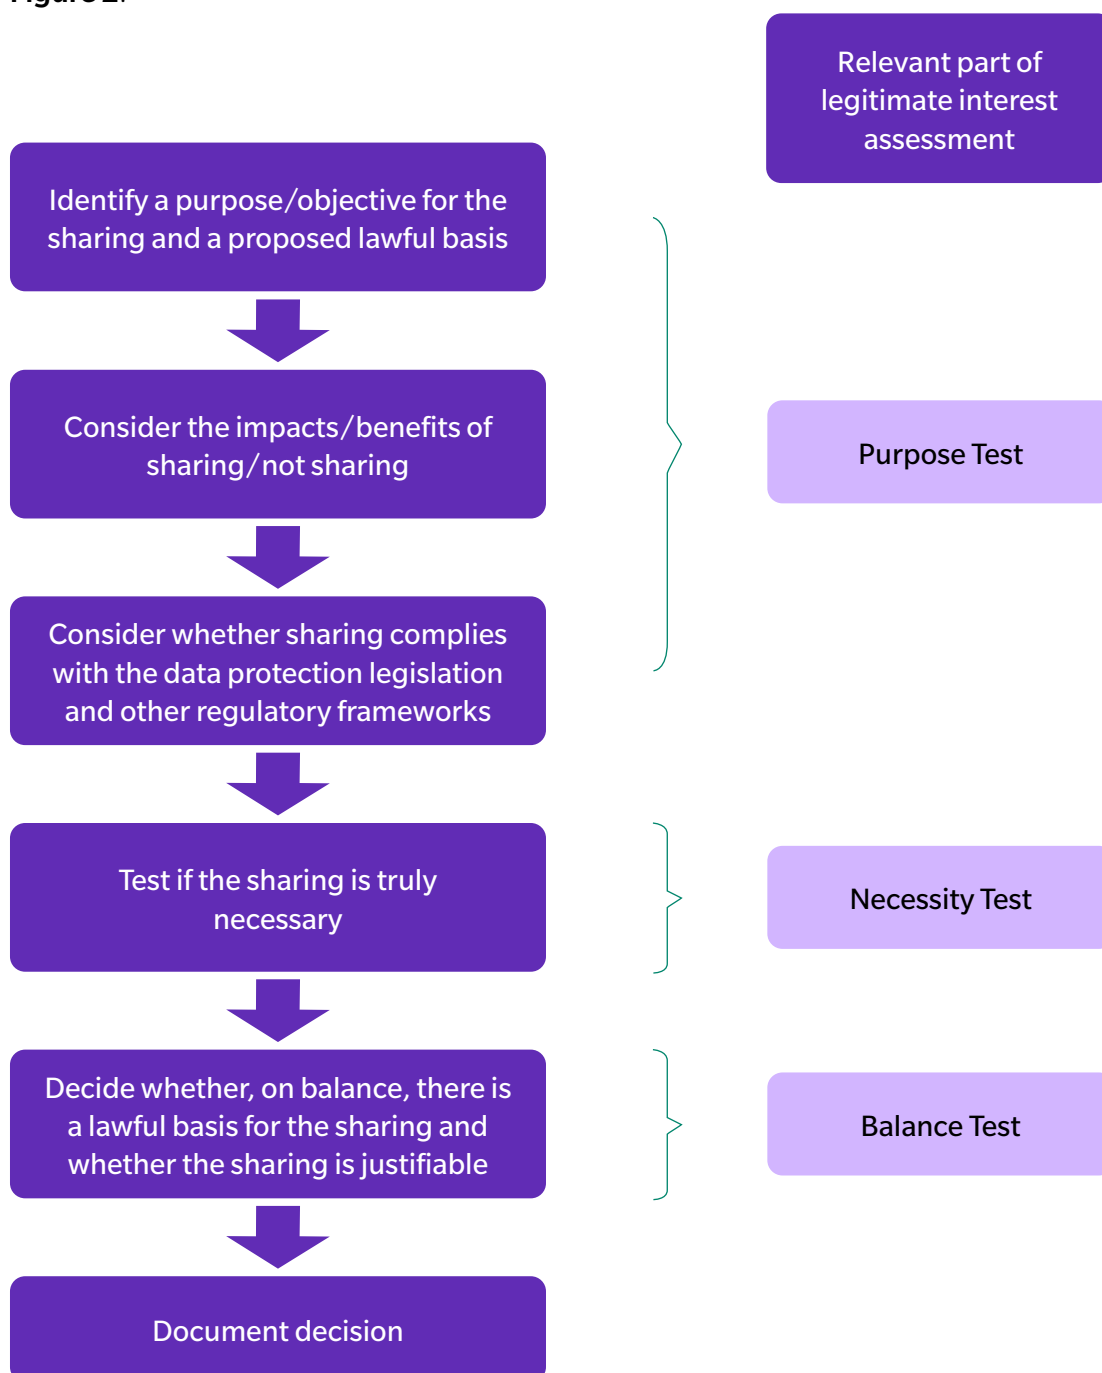 Relevant part of
legitimate interest
assessment
Identify a purpose/objective for the
sharing and a proposed lawful basis
Consider the impacts/benefits of
sharing/not sharing
Purpose Test
Consider whether sharing complies
with the data protection legislation
and other regulatory frameworks
Test if the sharing is truly
necessary
Necessity Test
Decide whether, on balance, there is
a lawful basis for the sharing and
whether the sharing is justifiable
Balance Test
Document decision